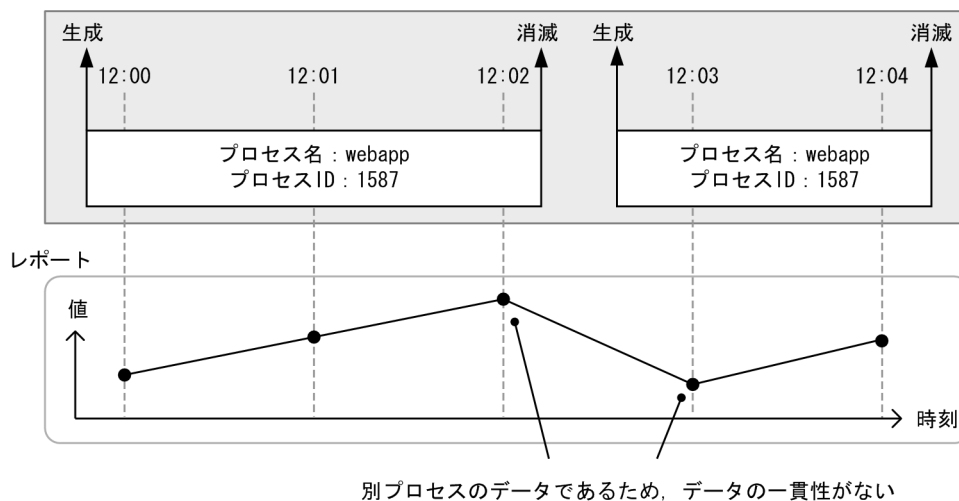 生成
消滅
生成
消滅
12:00
12:01
12:02
12:03
12:04
プロセス名：webapp
プロセスID：1587
プロセス名：webapp
プロセスID：1587
レポート
値
時刻
別プロセスのデータであるため，データの一貫性がない